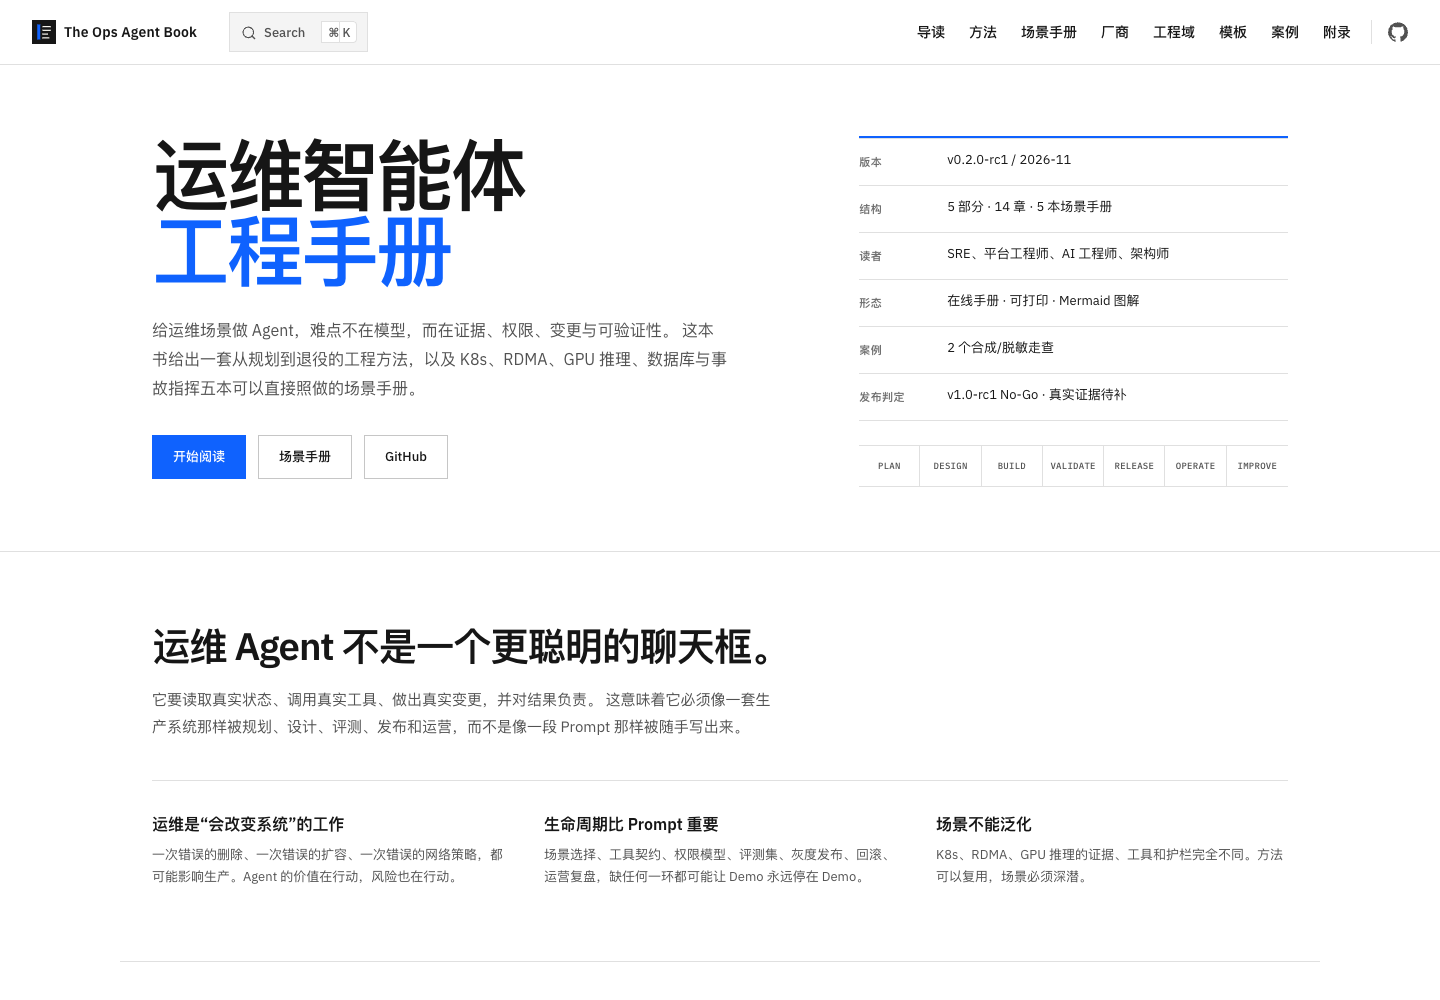 The Ops Agent Book
Search
⌘ K
导读 方法 场景手册 厂商 工程域 模板 案例 附录
运维智能体
工程手册
给运维场景做 Agent，难点不在模型，而在证据、权限、变更与可验证性。 这本
书给出一套从规划到退役的工程方法，以及 K8s、RDMA、GPU 推理、数据库与事
故指挥五本可以直接照做的场景手册。
开始阅读 场景手册 GitHub
版本 v0.2.0-rc1 / 2026-11
结构 5 部分 · 14 章 · 5 本场景手册
读者 SRE、平台工程师、AI 工程师、架构师
形态 在线手册 · 可打印 · Mermaid 图解
案例 2 个合成/脱敏走查
发布判定 v1.0-rc1 No-Go · 真实证据待补
PLAN DESIGN BUILD VALIDATE RELEASE OPERATE IMPROVE
运维 Agent 不是一个更聪明的聊天框。
它要读取真实状态、调用真实工具、做出真实变更，并对结果负责。 这意味着它必须像一套生
产系统那样被规划、设计、评测、发布和运营，而不是像一段 Prompt 那样被随手写出来。
运维是“会改变系统”的工作
一次错误的删除、一次错误的扩容、一次错误的网络策略，都
可能影响生产。Agent 的价值在行动，风险也在行动。
生命周期比 Prompt 重要
场景选择、工具契约、权限模型、评测集、灰度发布、回滚、
运营复盘，缺任何一环都可能让 Demo 永远停在 Demo。
场景不能泛化
K8s、RDMA、GPU 推理的证据、工具和护栏完全不同。方法
可以复用，场景必须深潜。